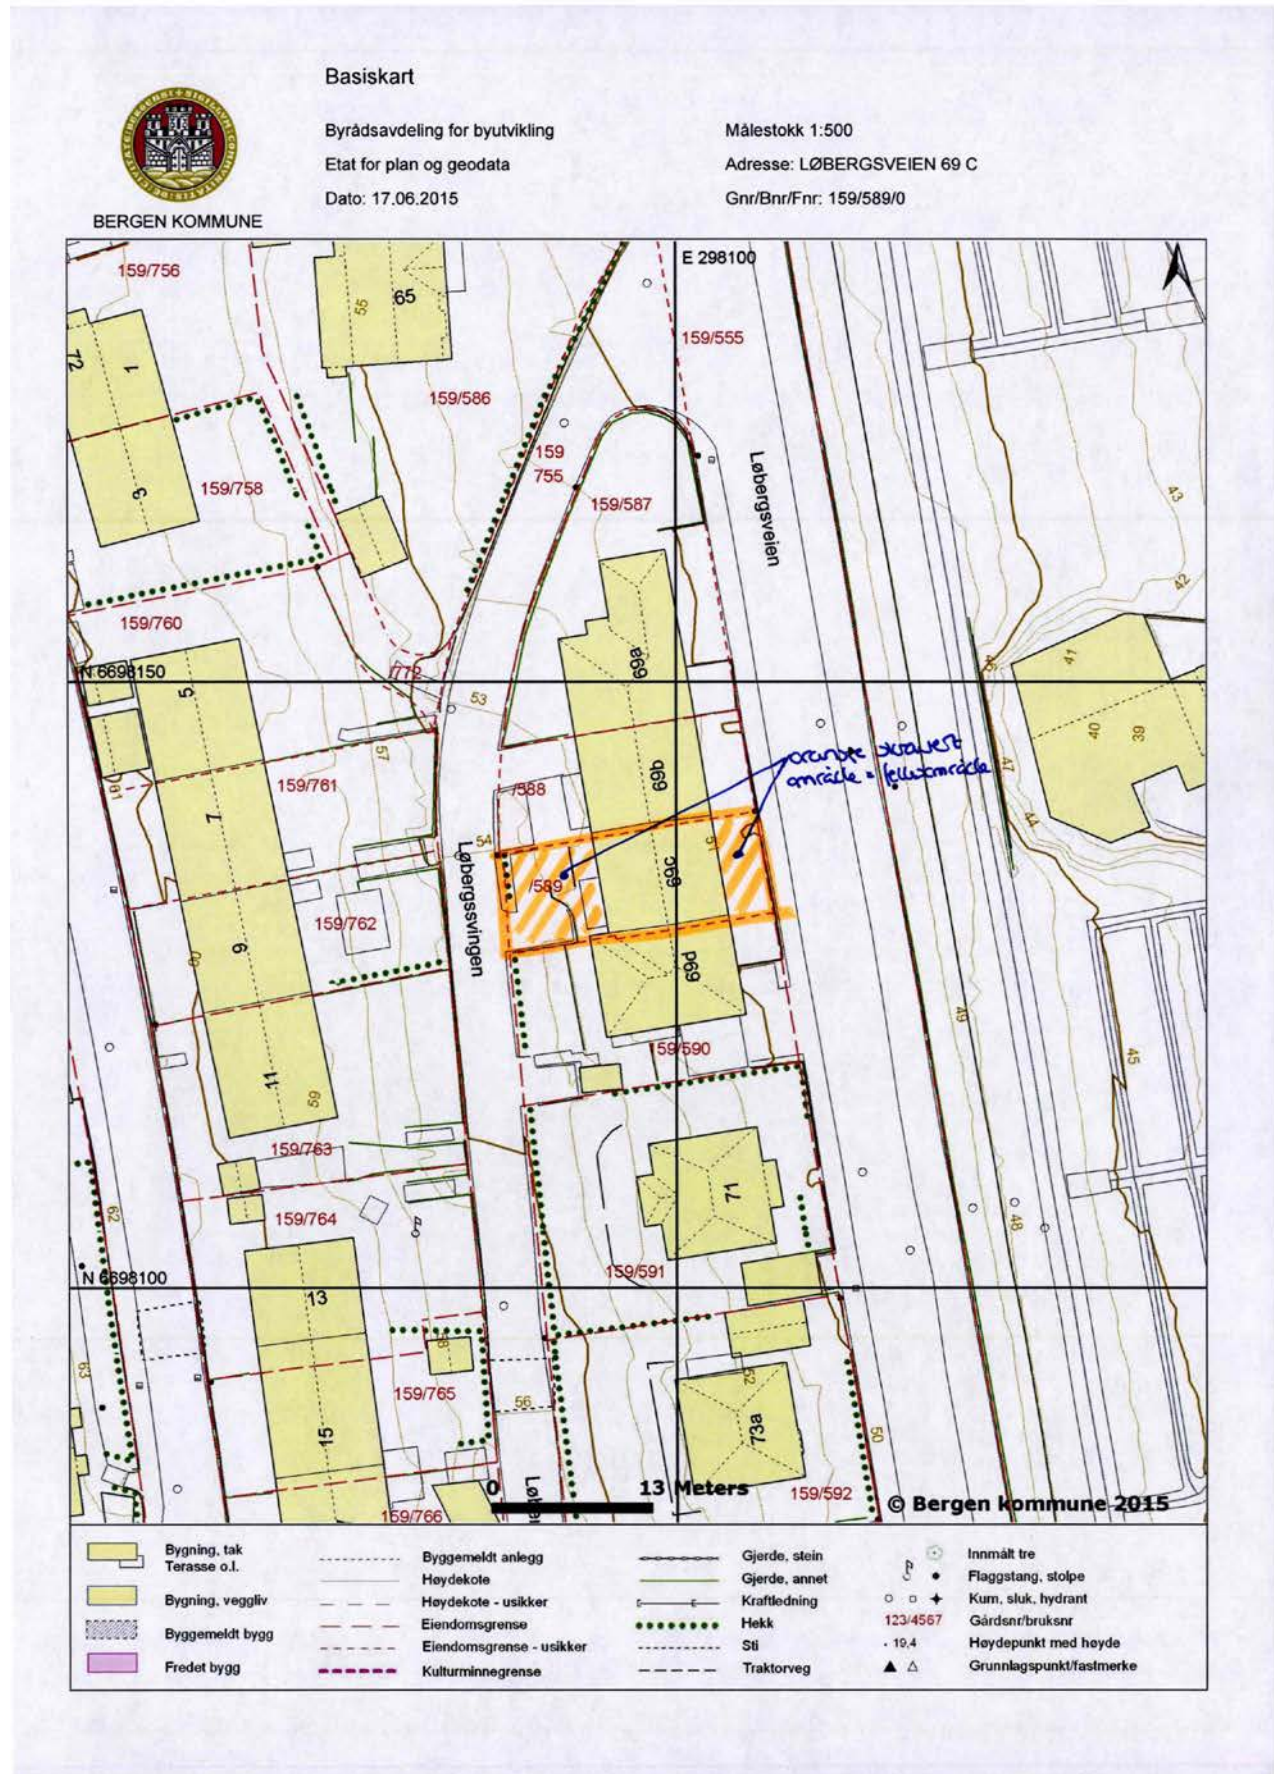 Basiskart
Byrådsavdeling for byutvikling
Målestokk 1:500
Etat for plan og geodata
Adresse: LØBERGSVEIEN 69 C
Dato: 17.06.2015
Gnr/Bnr/Fnr: 159/589/0
BERGEN KOMMUNE
E 298100
159/756
65
55
159/555
72
1
159/586
159
755
3
159/758
159/587
Løbergsveien
43
42
159/760
69a
41
N 6698150
/772
5
53
46
40
39
57
orange skravert
område = fellesområde
61
159/761
/588
69b
47
7
54
51
44
Løbergssvingen
/589
69c
159/762
9
60
69d
49
159/590
45
11
59
159/763
71
62
159/764
48
N 6698100
159/591
13
63
58
52
159/765
56
73a
50
15
0
13 Meters
159/592
© Bergen kommune 2015
159/766
Bygning, tak
Terasse o.l.
Bygning, veggliv
Byggemeldt bygg
Fredet bygg
Byggemeldt anlegg
Høydekote
Høydekote - usikker
Eiendomsgrense
Eiendomsgrense - usikker
Kulturminnegrense
Gjerde, stein
Gjerde, annet
Kraftledning
Hekk
Sti
Traktorveg
Innmålt tre
Flaggstang, stolpe
Kum, sluk, hydrant
123/4567
Gårdsnr/bruksnr
· 19,4
Høydepunkt med høyde
Grunnlagspunkt/fastmerke